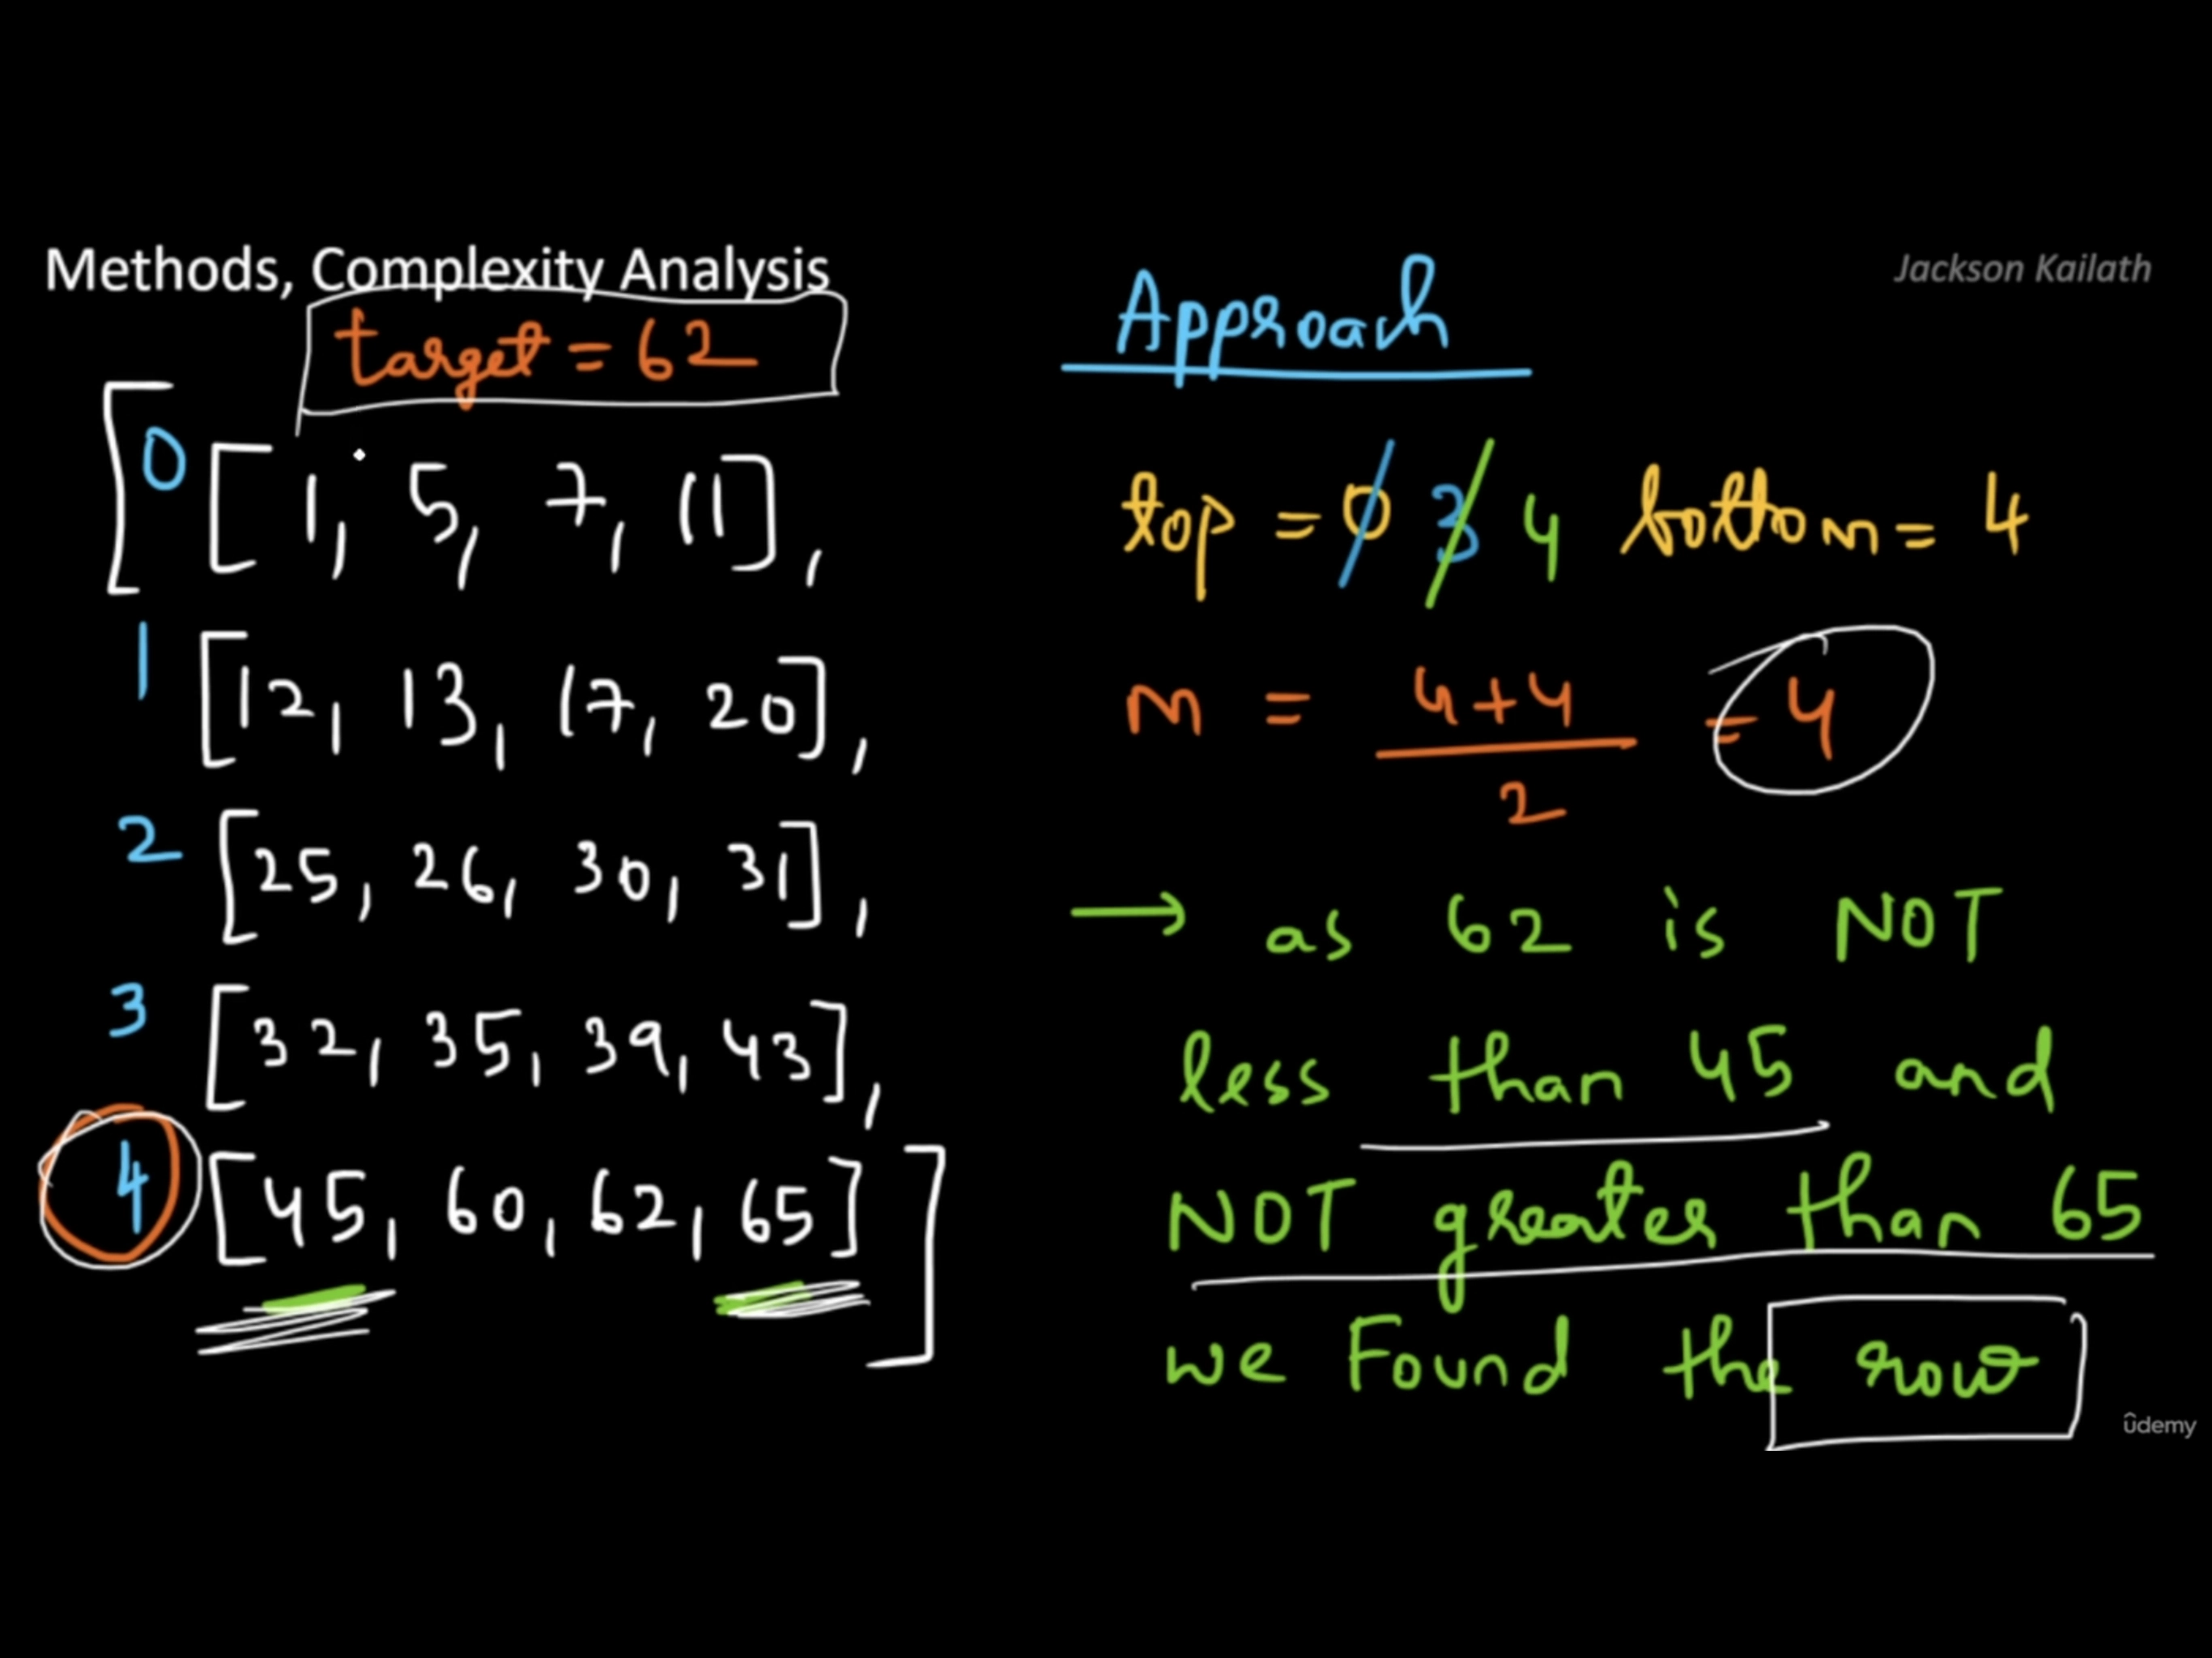 Methods, Complexity Analysis
target = 62
0 [[1, 5, 7, 11],
1 [12, 13, 17, 20],
2 [25, 26, 30, 31],
3 [32, 35, 39, 43],
4 [45, 60, 62, 65]]
Jackson Kailath
Approach
top = 0 3 4 bottom = 4
m = 4+4 = 4
2
→ as 62 is NOT
less than 45 and
NOT greater than 65
we Found the row
udemy